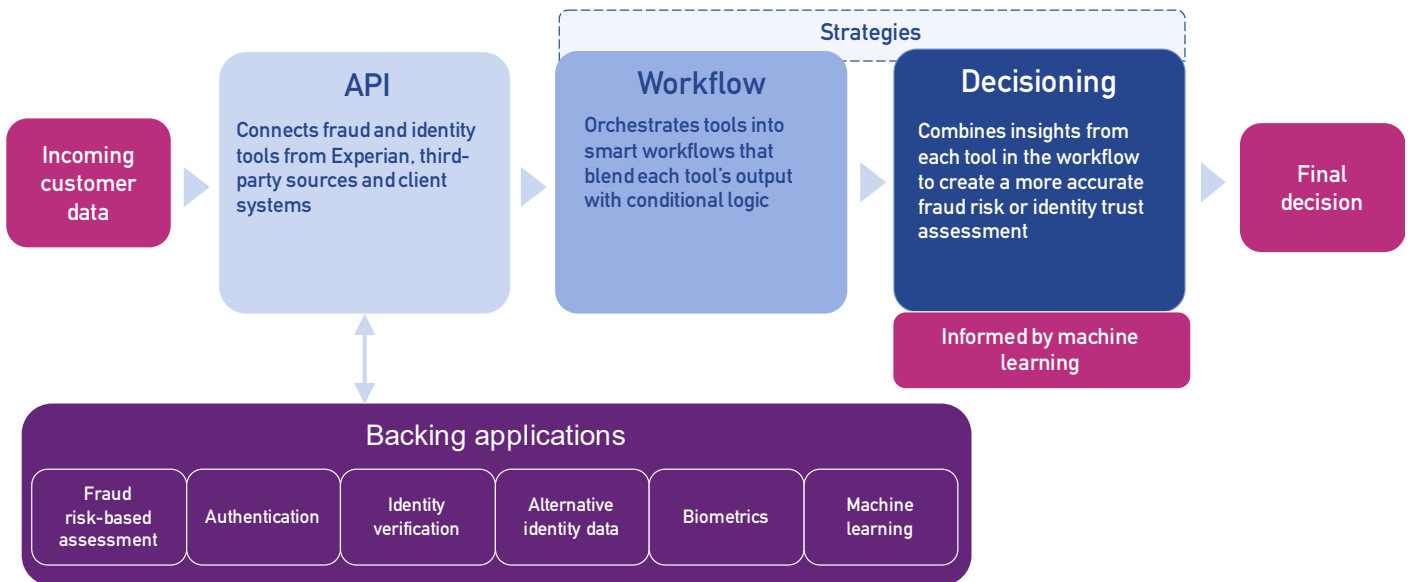 Strategies
Incoming
customer
data
API
Connects fraud and identity
tools from Experian, third-
party sources and client
systems
Workflow
Orchestrates tools into
smart workflows that
blend each tool's output
with conditional logic
Decisioning
Combines insights from
each tool in the workflow
to create a more accurate
fraud risk or identity trust
assessment
Informed by machine
learning
Final
decision
Backing applications
Fraud
risk-based
assessment
Authentication
Identity
verification
Alternative
identity data
Biometrics
Machine
learning